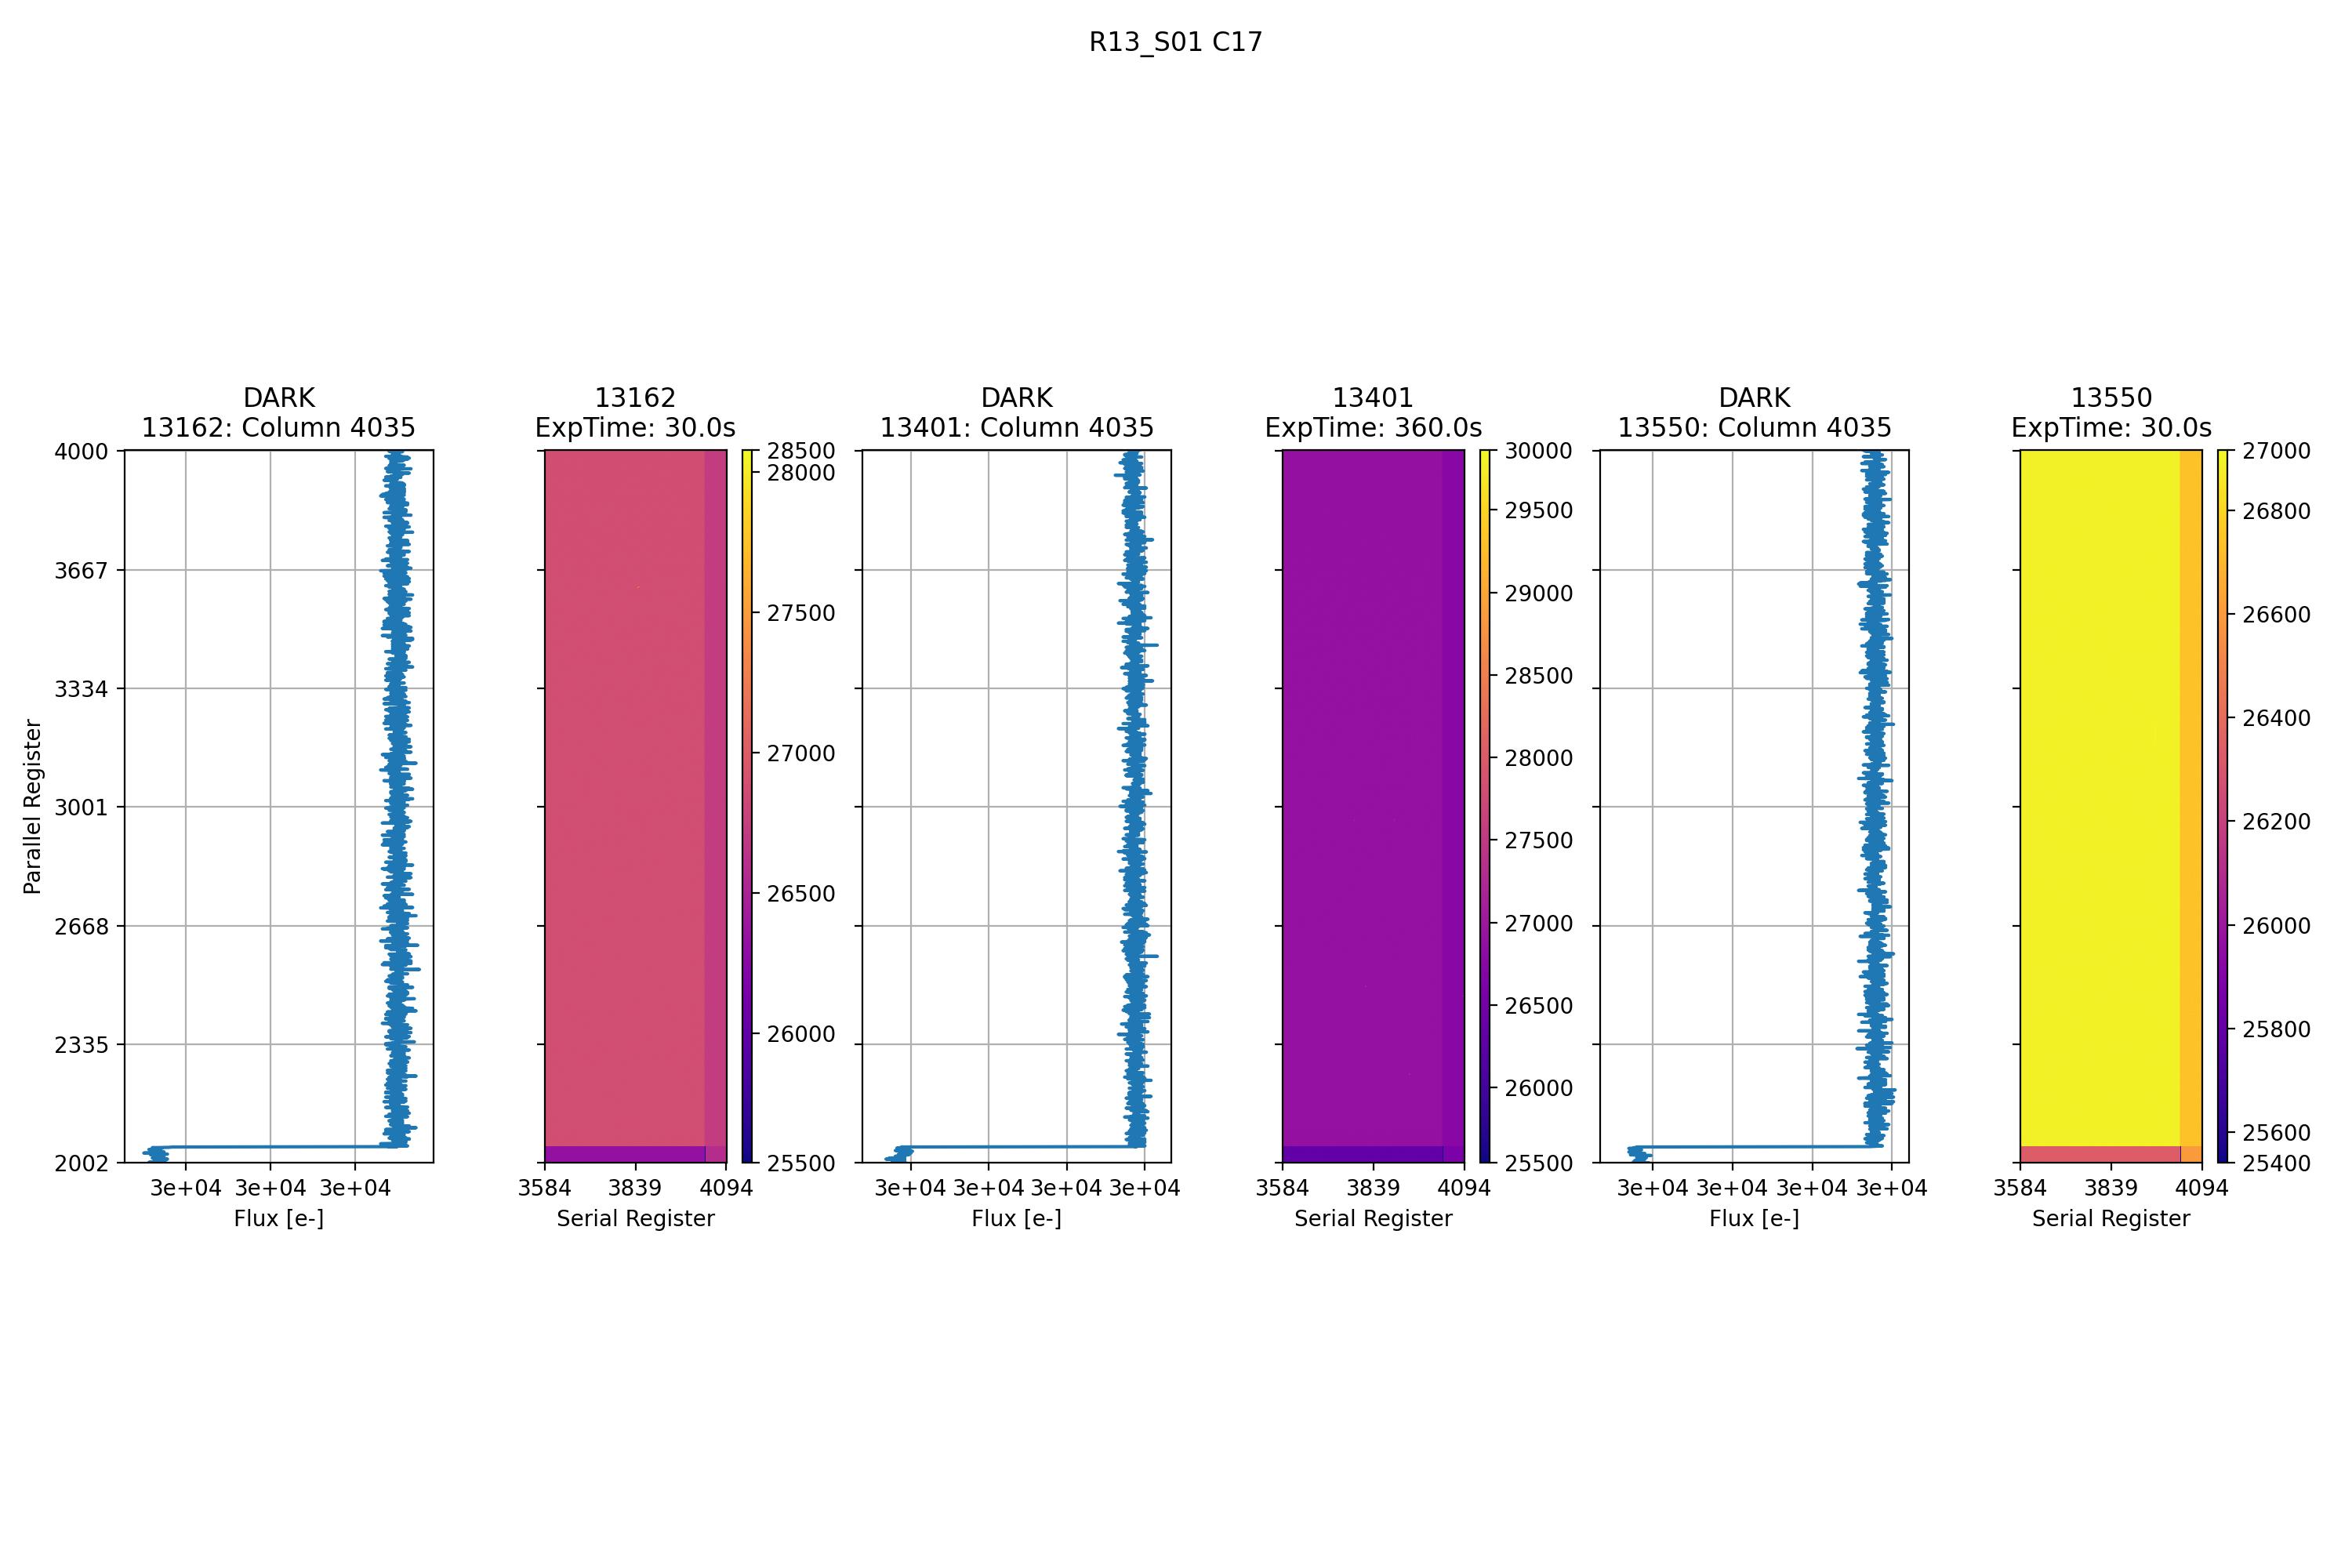 R13_S01 C17
DARK
13162: Column 4035
4000
3667
3334
3001
2668
2335
2002
Parallel Register
3e+04 3e+04 3e+04
Flux [e-]
13162
ExpTime: 30.0s
28500
28000
27500
27000
26500
26000
25500
3584 3839 4094
Serial Register
DARK
13401: Column 4035
3e+04 3e+04 3e+04 3e+04
Flux [e-]
13401
ExpTime: 360.0s
30000
29500
29000
28500
28000
27500
27000
26500
26000
25500
3584 3839 4094
Serial Register
DARK
13550: Column 4035
3e+04 3e+04 3e+04 3e+04
Flux [e-]
13550
ExpTime: 30.0s
27000
26800
26600
26400
26200
26000
25800
25600
25400
3584 3839 4094
Serial Register